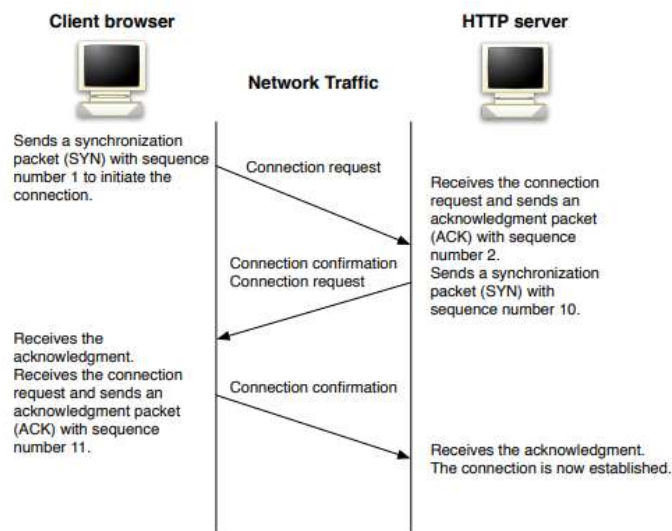 Client browser
HTTP server
Network Traffic
Sends a synchronization
packet (SYN) with sequence
number 1 to initiate the
connection.
Connection request
Receives the connection
request and sends an
acknowledgment packet
(ACK) with sequence
number 2.
Sends a synchronization
packet (SYN) with
sequence number 10.
Connection confirmation
Connection request
Receives the
acknowledgment.
Receives the connection
request and sends an
acknowledgment packet
(ACK) with sequence
number 11.
Connection confirmation
Receives the acknowledgment.
The connection is now established.